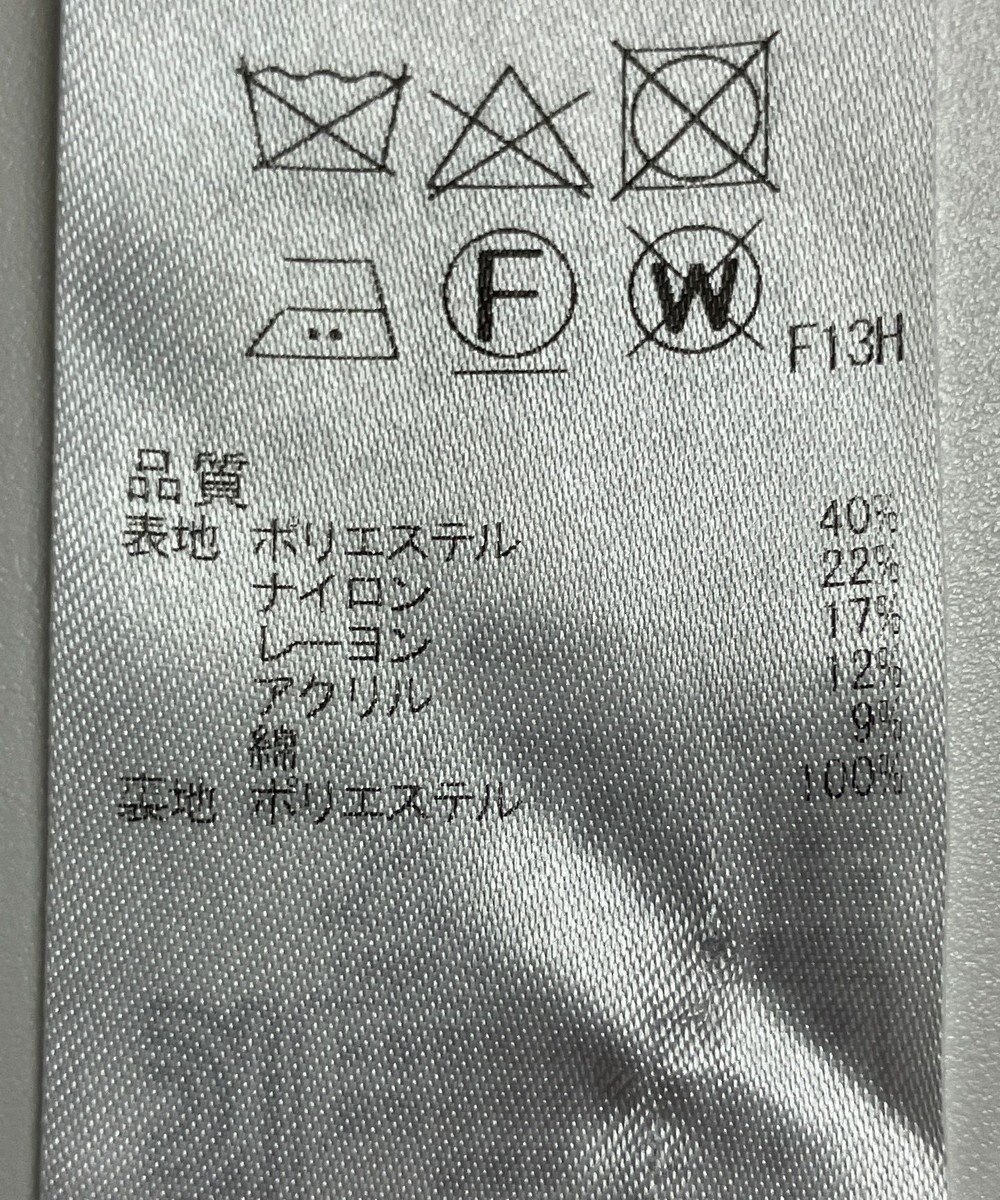 F W F13H
品質
表地 ポリエステル 40%
ナイロン 22%
レーヨン 17%
アクリル 12%
綿 9%
裏地 ポリエステル 100%